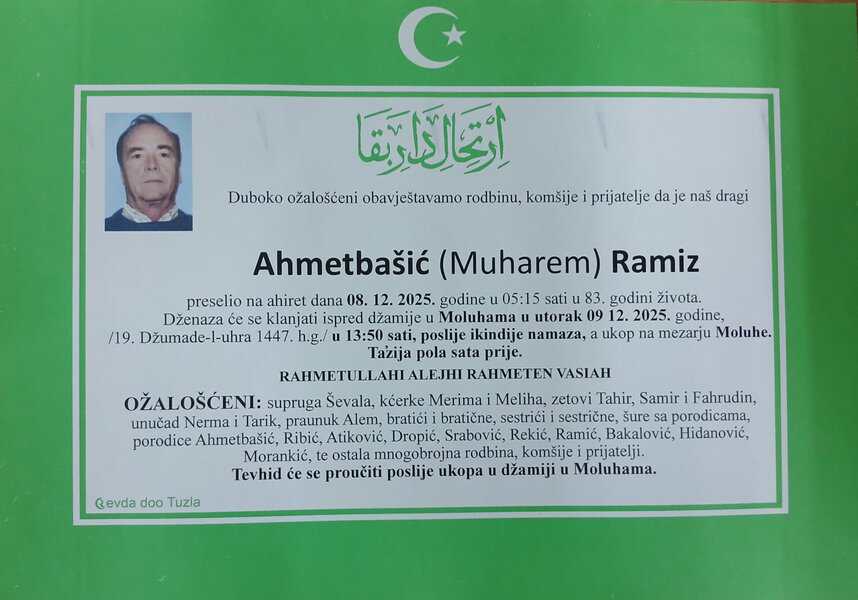 اِرْتِحَالِ دَارِ بَقَا
Duboko ožalošćeni obavještavamo rodbinu, komšije i prijatelje da je naš dragi
Ahmetbašić (Muharem) Ramiz
preselio na ahiret dana 08. 12. 2025. godine u 05:15 sati u 83. godini života.
Dženaza će se klanjati ispred džamije u Moluhama u utorak 09 12. 2025. godine,
/19. Džumade-l-uhra 1447. h.g./ u 13:50 sati, poslije ikindije namaza, a ukop na mezarju Moluhe.
Ta'zija pola sata prije.
RAHMETULLAHI ALEJHI RAHMETEN VASIAH
OŽALOŠĆENI: supruga Ševala, kćerke Merima i Meliha, zetovi Tahir, Samir i Fahrudin,
unučad Nerma i Tarik, praunuk Alem, bratići i bratične, sestrići i sestrične, šure sa porodicama,
porodice Ahmetbašić, Ribić, Atiković, Dropić, Srabović, Rekić, Ramić, Bakalović, Hidanović,
Morankić, te ostala mnogobrojna rodbina, komšije i prijatelji.
Tevhid će se proučiti poslije ukopa u džamiji u Moluhama.
Qevda doo Tuzla